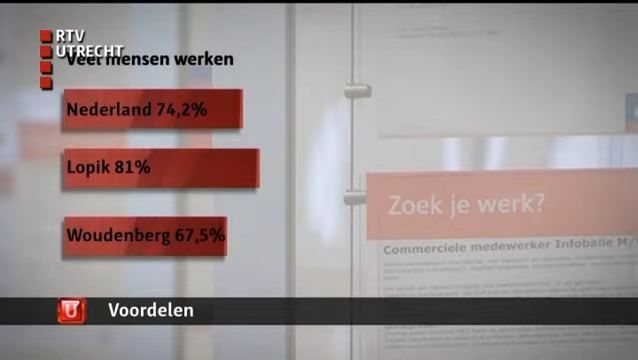 RTV
UTRECHT
Veel mensen werken
Nederland 74,2%
Lopik 81%
Woudenberg 67,5%
Zoek je werk?
Commerciele medewerker Infobalie M/
Voordelen